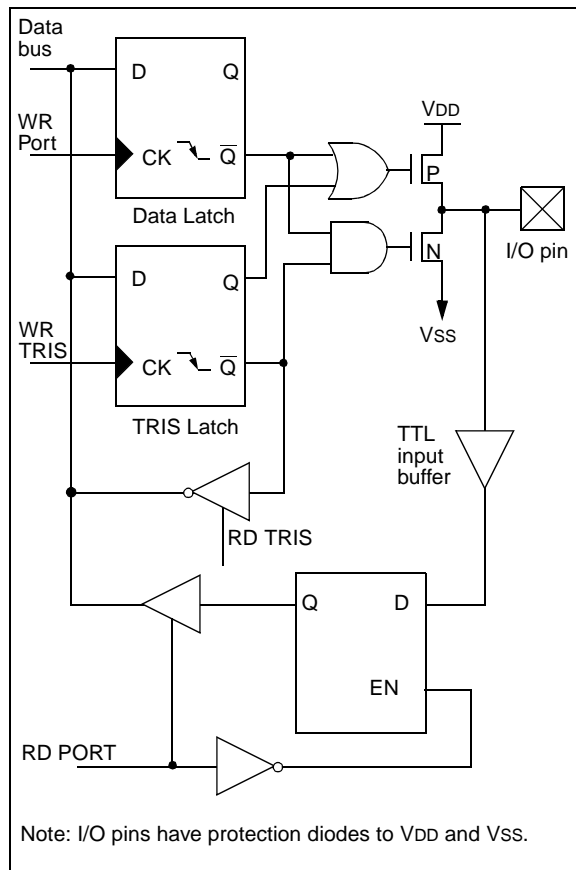 Data
bus
D
Q
VDD
WR
Port
CK
Q
P
Data Latch
N
I/O pin
D
Q
VSS
WR
TRIS
CK
Q
TRIS Latch
TTL
input
buffer
RD TRIS
Q
D
EN
RD PORT
Note: I/O pins have protection diodes to VDD and VSS.